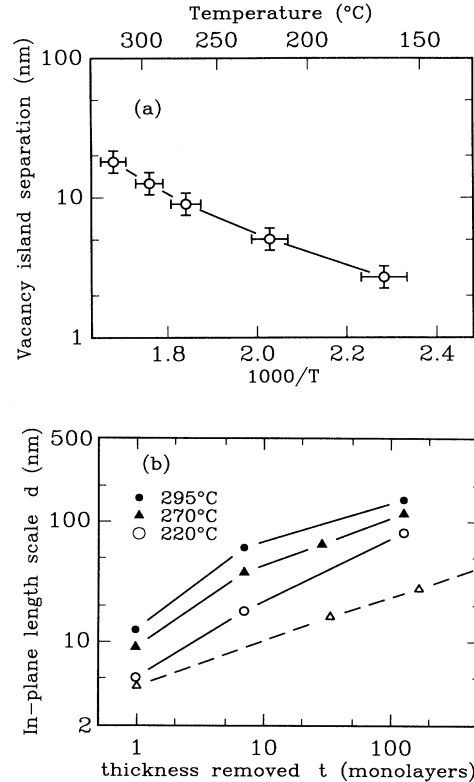 Temperature (°C)
300 250 200 150
100
Vacancy island separation (nm)
(a)
10
1
1.8 2.0 2.2 2.4
1000/T
500
In-plane length scale d (nm)
(b)
295°C
100
270°C
220°C
10
2
1 10 100
thickness removed t (monolayers)